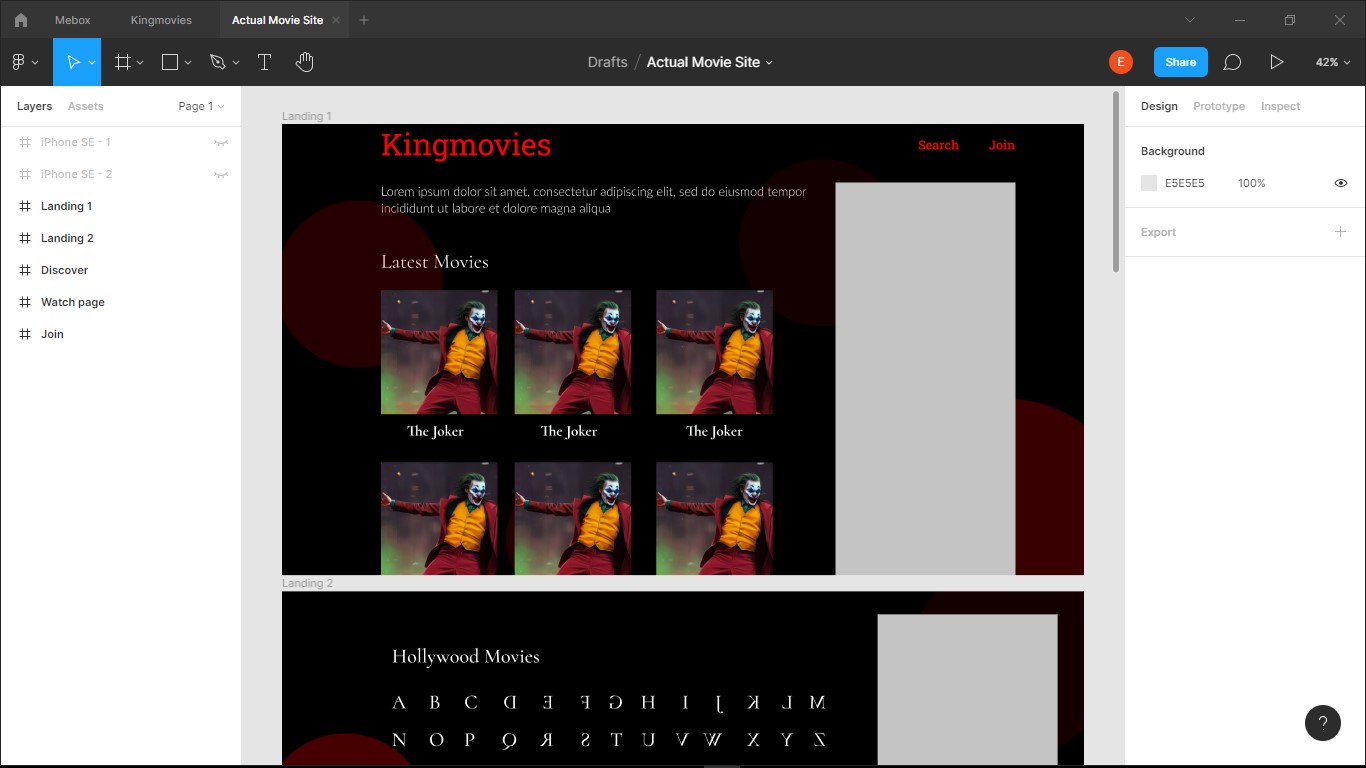 Mebox Kingmovies Actual Movie Site
Drafts / Actual Movie Site
E Share 42%
Layers Assets Page 1
iPhone SE - 1
iPhone SE - 2
Landing 1
Landing 2
Discover
Watch page
Join
Landing 1
Kingmovies
Search Join
Lorem ipsum dolor sit amet, consectetur adipiscing elit, sed do eiusmod tempor
incididunt ut labore et dolore magna aliqua
Latest Movies
The Joker The Joker The Joker
Landing 2
Hollywood Movies
A B C D E F G H I J K L M
N O P Q R S T U V W X Y Z
Design Prototype Inspect
Background
E5E5E5 100%
Export
?